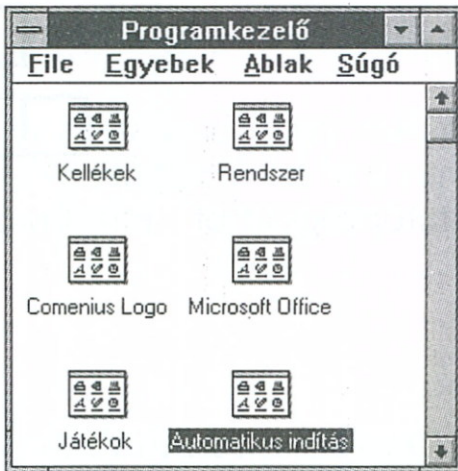 Programkezelő
File Egyebek Ablak Súgó
Kellékek Rendszer
Comenius Logo Microsoft Office
Játékok Automatikus indítás